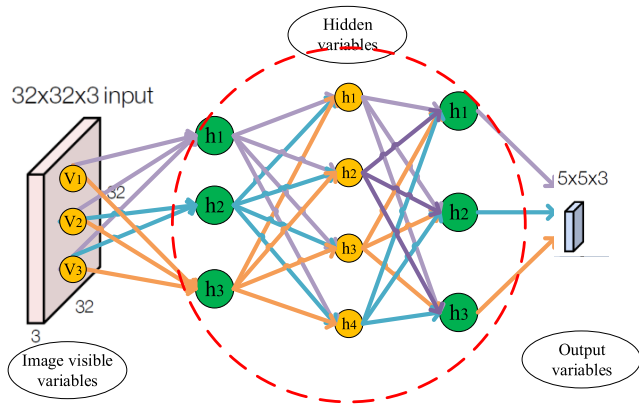 Hidden
variables
32x32x3 input
V1
V2
V3
32
32
3
h1
h2
h3
h1
h2
h3
h4
h1
h2
h3
5x5x3
Image visible
variables
Output
variables